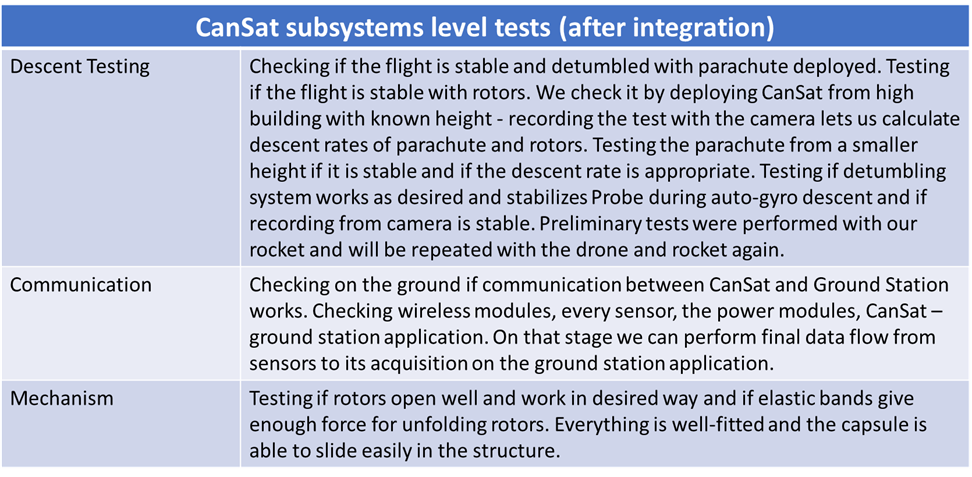 CanSat subsystems level tests (after integration)
Descent Testing
Checking if the flight is stable and detumbled with parachute deployed. Testing
if the flight is stable with rotors. We check it by deploying CanSat from high
building with known height - recording the test with the camera lets us calculate
descent rates of parachute and rotors. Testing the parachute from a smaller
height if it is stable and if the descent rate is appropriate. Testing if detumbling
system works as desired and stabilizes Probe during auto-gyro descent and if
recording from camera is stable. Preliminary tests were performed with our
rocket and will be repeated with the drone and rocket again.
Communication
Checking on the ground if communication between CanSat and Ground Station
works. Checking wireless modules, every sensor, the power modules, CanSat –
ground station application. On that stage we can perform final data flow from
sensors to its acquisition on the ground station application.
Mechanism
Testing if rotors open well and work in desired way and if elastic bands give
enough force for unfolding rotors. Everything is well-fitted and the capsule is
able to slide easily in the structure.